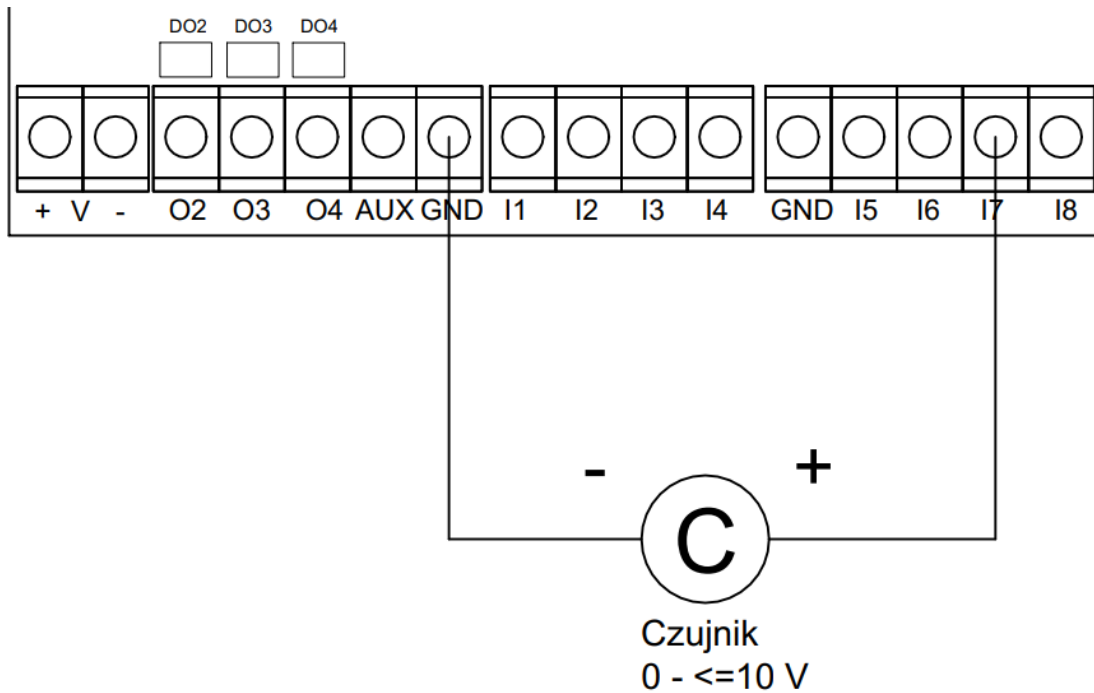 DO2 DO3 DO4
+ V - O2 O3 O4 AUX GND I1 I2 I3 I4 GND I5 I6 I7 I8
- +
C
Czujnik
0 - <=10 V